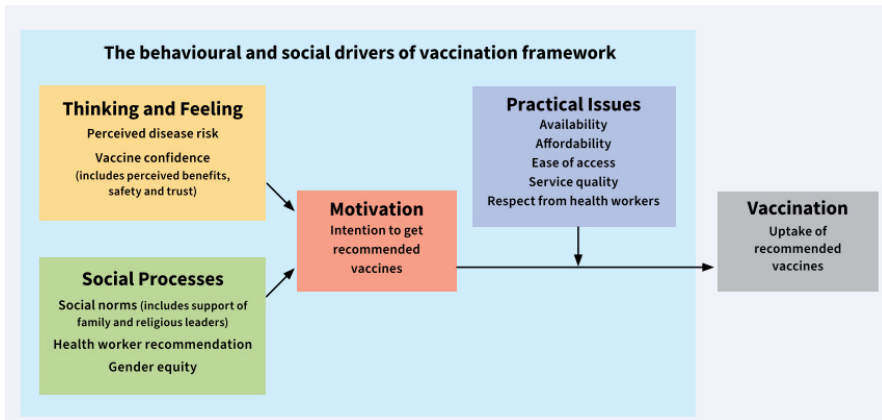 The behavioural and social drivers of vaccination framework
Thinking and Feeling
Perceived disease risk
Vaccine confidence
(includes perceived benefits,
safety and trust)
Social Processes
Social norms (includes support of
family and religious leaders)
Health worker recommendation
Gender equity
Motivation
Intention to get
recommended
vaccines
Practical Issues
Availability
Affordability
Ease of access
Service quality
Respect from health workers
Vaccination
Uptake of
recommended
vaccines